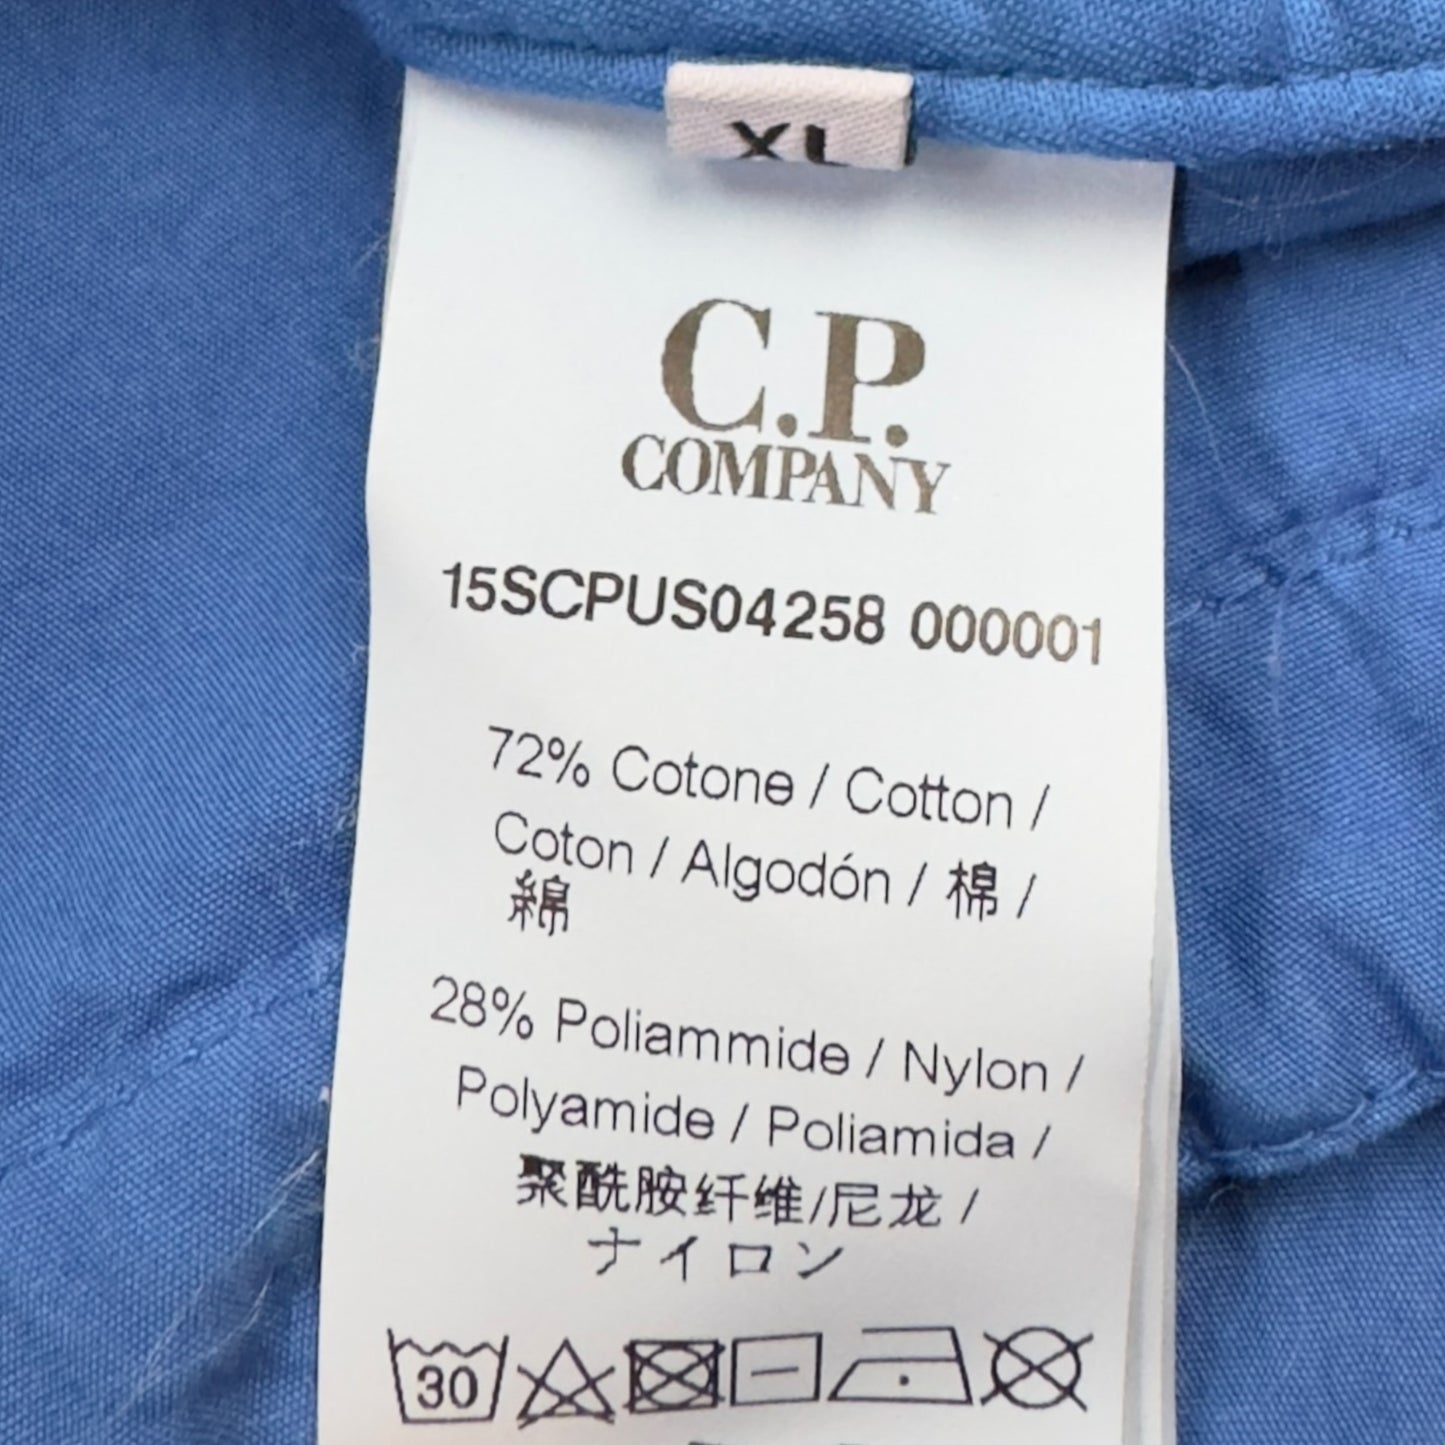 XL
C.P.
COMPANY
15SCPUS04258 000001
72% Cotone / Cotton /
Coton / Algodón / 棉 /
綿
28% Poliammide / Nylon /
Polyamide / Poliamida /
聚酰胺纤维/尼龙 /
ナイロン
30